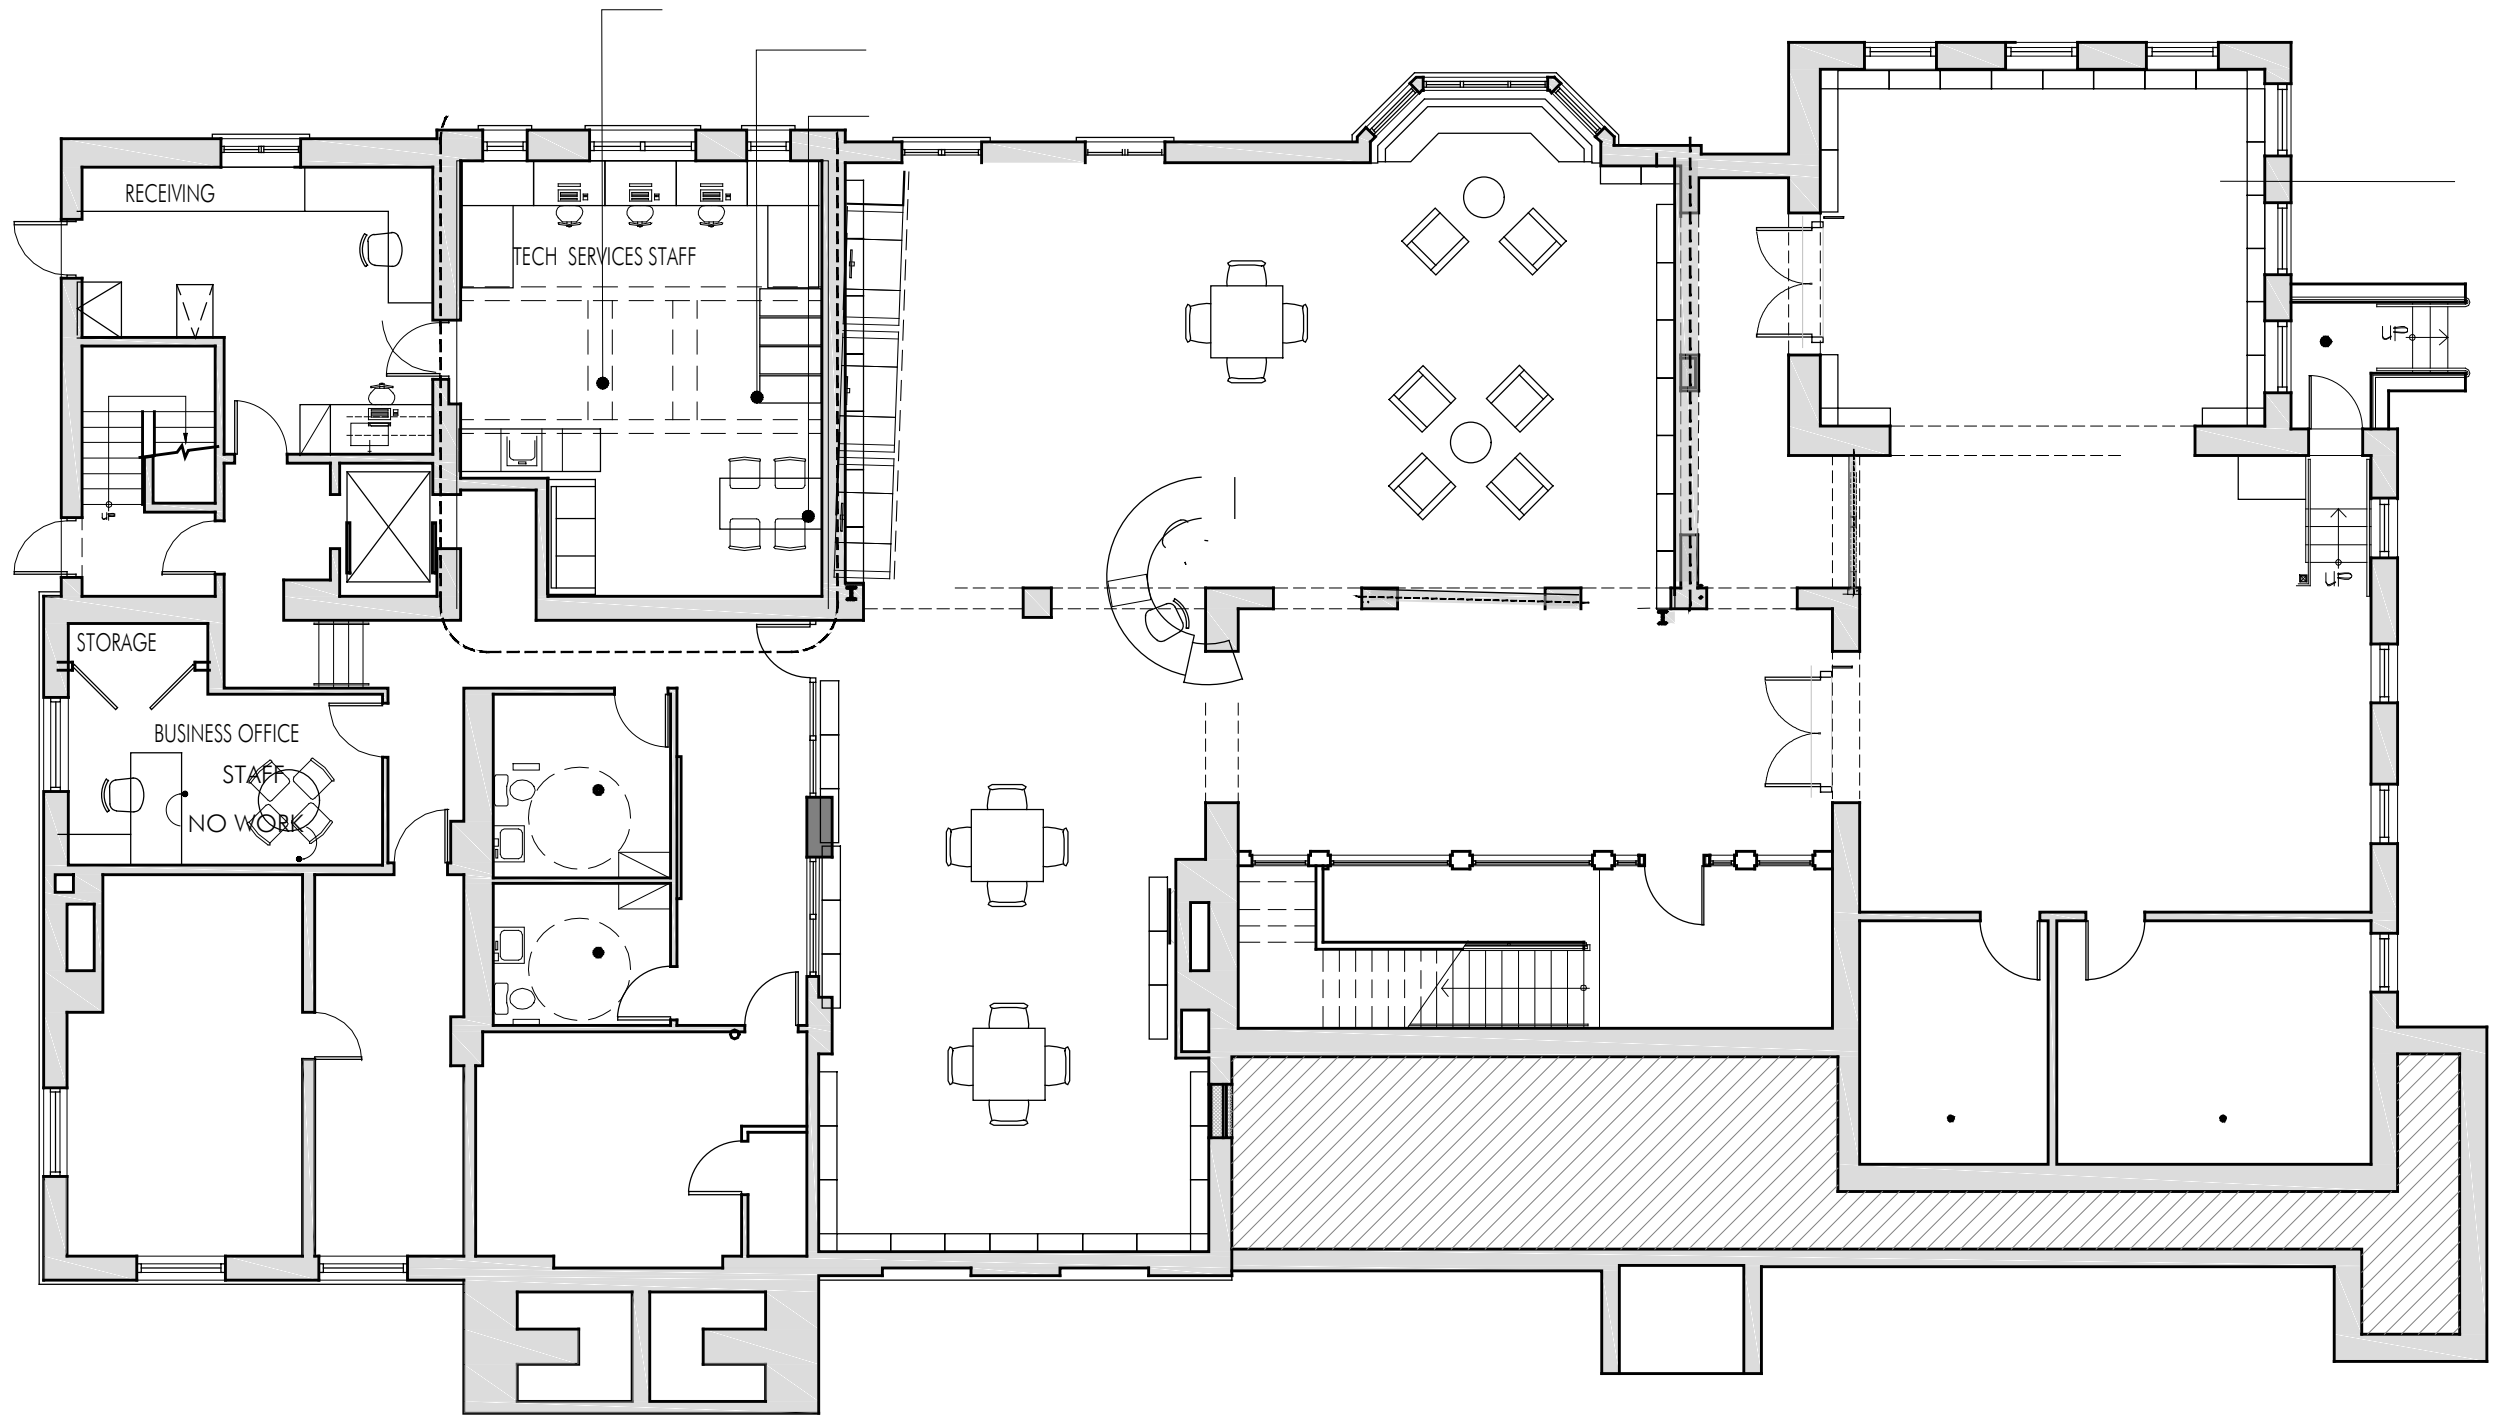 RECEIVING
TECH SERVICES STAFF
UP
UP
UP
STORAGE
BUSINESS OFFICE
STAFF
NO WORK